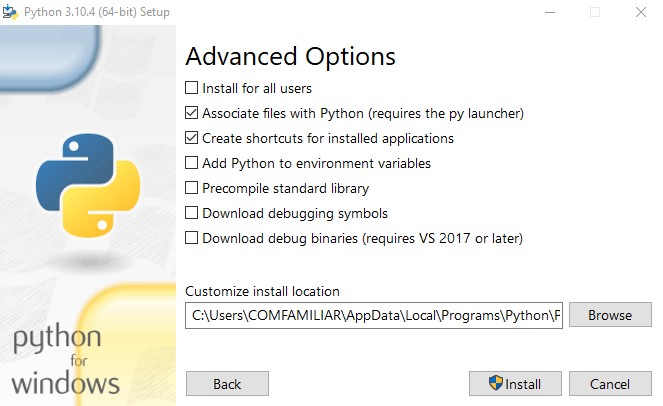 Python 3.10.4 (64-bit) Setup
Advanced Options
Install for all users
Associate files with Python (requires the py launcher)
Create shortcuts for installed applications
Add Python to environment variables
Precompile standard library
Download debugging symbols
Download debug binaries (requires VS 2017 or later)
Customize install location
C:\Users\COMFAMILIAR\AppData\Local\Programs\Python\P
Browse
python
for
windows
Back
Install
Cancel